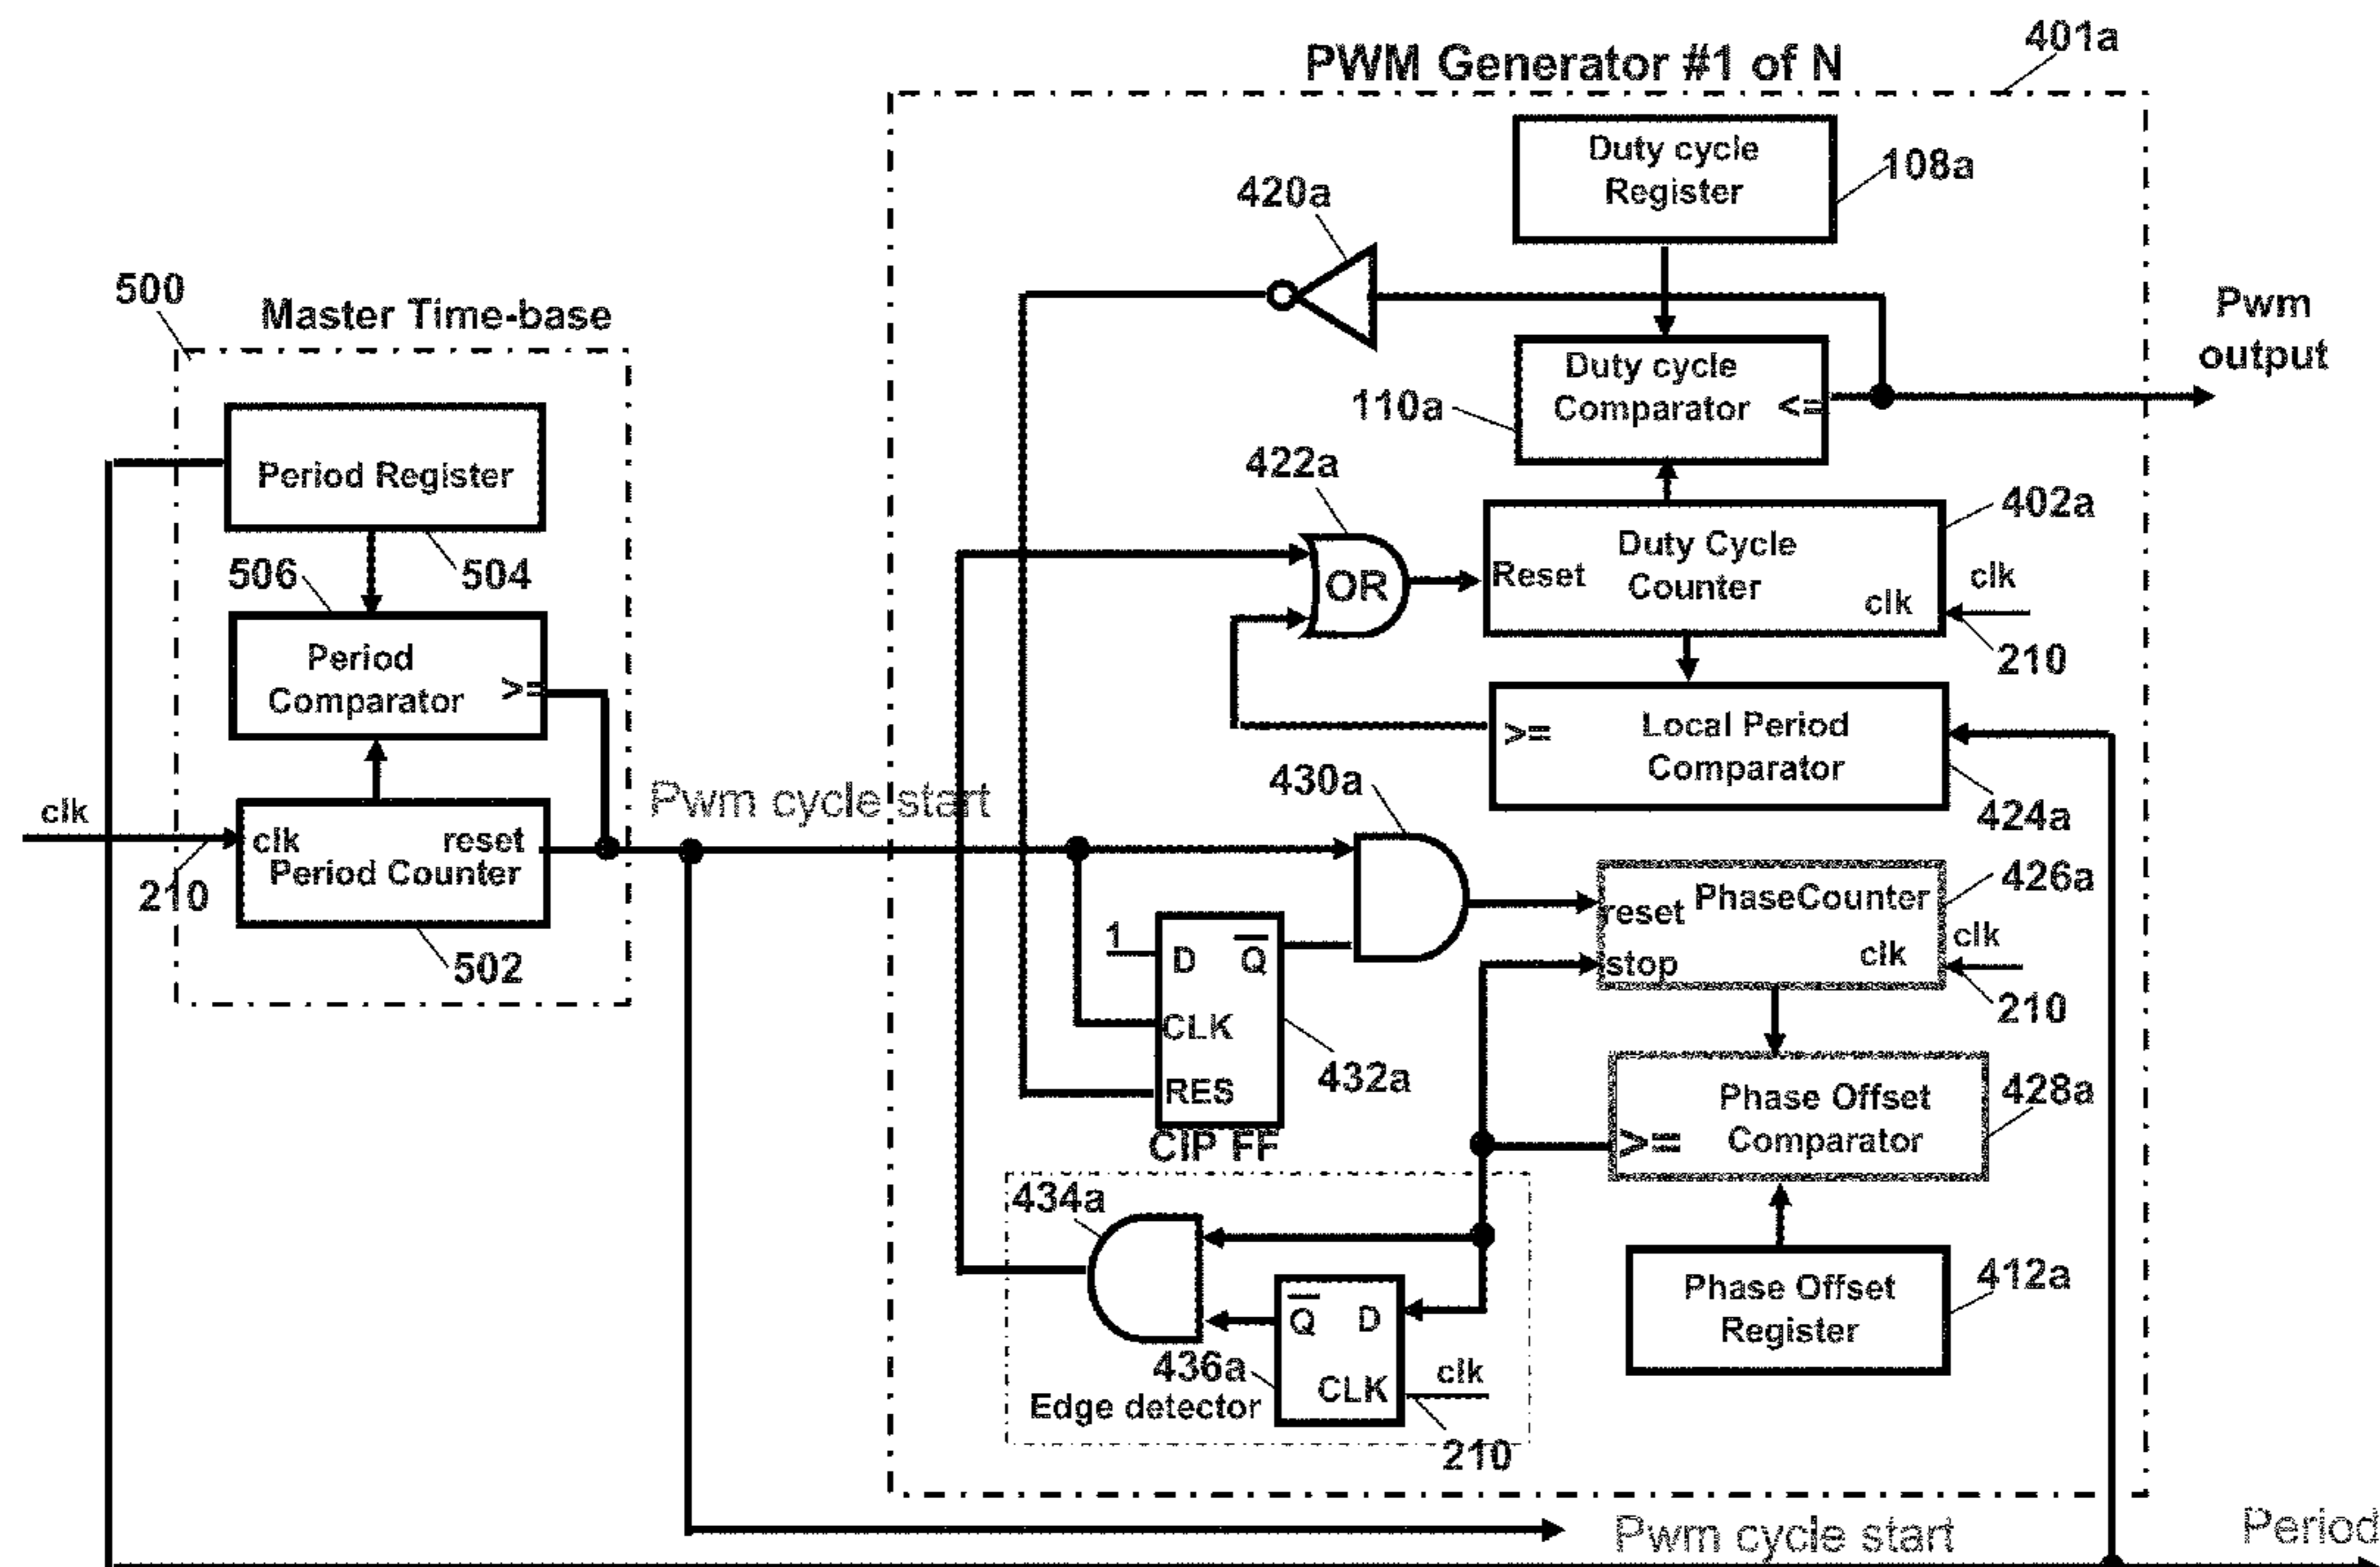 PWM Generator #1 of N
401a
Duty cycle
Register
108a
420a
500
Master Time-base
Pwm
output
Duty cycle
Comparator <=
110a
Period Register
422a
402a
506
504
OR
Reset
Duty Cycle
Counter
clk
clk
210
Period
Comparator >=
>=
Local Period
Comparator
424a
430a
clk
Pwm cycle start
clk
reset
Period Counter
210
502
426a
reset
PhaseCounter
stop
clk
clk
210
1
D
Q
CLK
RES
432a
CIP FF
Phase Offset
Comparator
>=
428a
434a
Phase Offset
Register
412a
Q
D
CLK
clk
436a
Edge detector
210
Pwm cycle start
Period